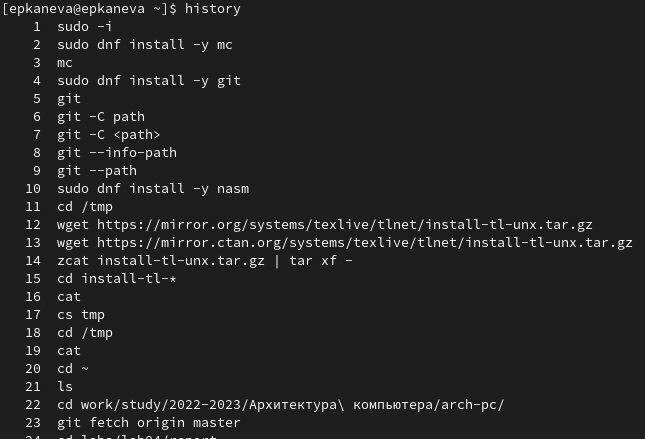 [epkaneva@epkaneva ~]$ history
1 sudo -i
2 sudo dnf install -y mc
3 mc
4 sudo dnf install -y git
5 git
6 git -C path
7 git -C <path>
8 git --info-path
9 git --path
10 sudo dnf install -y nasm
11 cd /tmp
12 wget https://mirror.org/systems/texlive/tlnet/install-tl-unx.tar.gz
13 wget https://mirror.ctan.org/systems/texlive/tlnet/install-tl-unx.tar.gz
14 zcat install-tl-unx.tar.gz | tar xf -
15 cd install-tl-*
16 cat
17 cs tmp
18 cd /tmp
19 cat
20 cd ~
21 ls
22 cd work/study/2022-2023/Архитектура\ компьютера/arch-pc/
23 git fetch origin master
24 cd labs/lab04/report